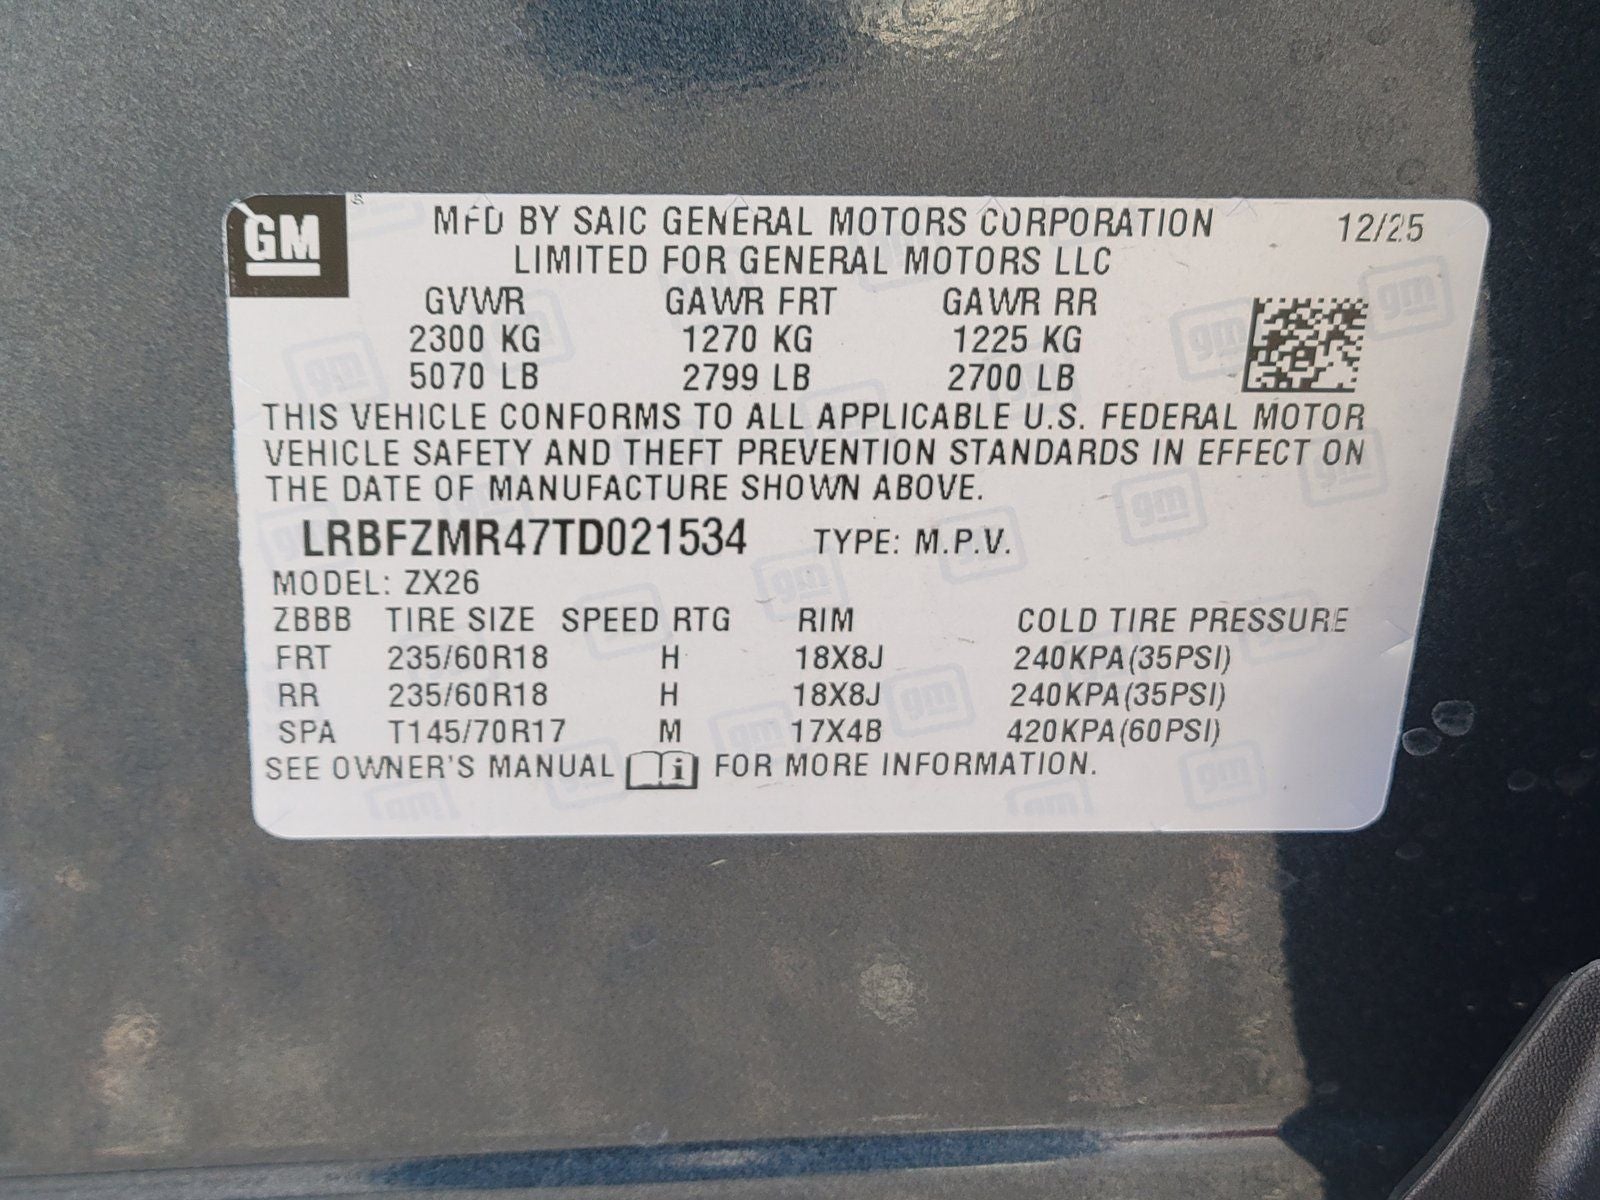 GM
MFD BY SAIC GENERAL MOTORS CORPORATION 12/25
LIMITED FOR GENERAL MOTORS LLC
GVWR GAWR FRT GAWR RR
2300 KG 1270 KG 1225 KG
5070 LB 2799 LB 2700 LB
THIS VEHICLE CONFORMS TO ALL APPLICABLE U.S. FEDERAL MOTOR
VEHICLE SAFETY AND THEFT PREVENTION STANDARDS IN EFFECT ON
THE DATE OF MANUFACTURE SHOWN ABOVE.
LRBFZMR47TD021534 TYPE: M.P.V.
MODEL: ZX26
ZBBB TIRE SIZE SPEED RTG RIM COLD TIRE PRESSURE
FRT 235/60R18 H 18X8J 240KPA(35PSI)
RR 235/60R18 H 18X8J 240KPA(35PSI)
SPA T145/70R17 M 17X4B 420KPA(60PSI)
SEE OWNER'S MANUAL i FOR MORE INFORMATION.